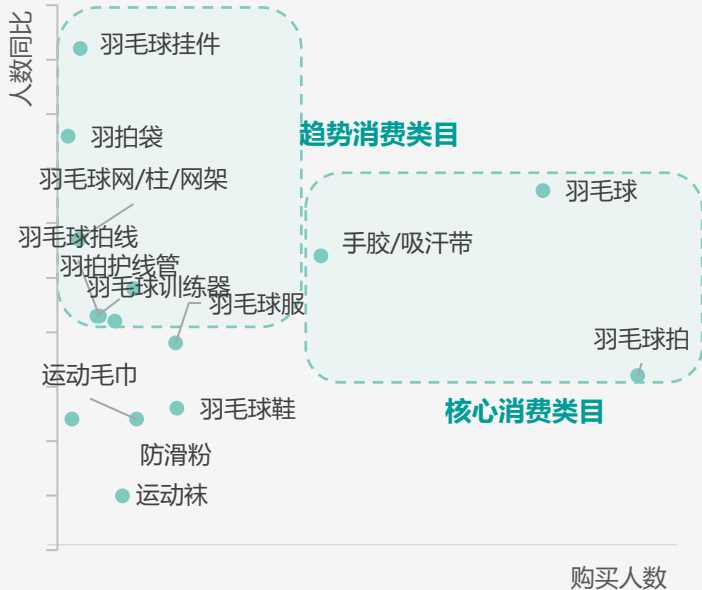 人数同比
羽毛球挂件
羽拍袋
趋势消费类目
羽毛球网/柱/网架
羽毛球
羽毛球拍线
手胶/吸汗带
羽拍护线管
羽毛球训练器
羽毛球服
羽毛球拍
运动毛巾
羽毛球鞋
核心消费类目
防滑粉
运动袜
购买人数